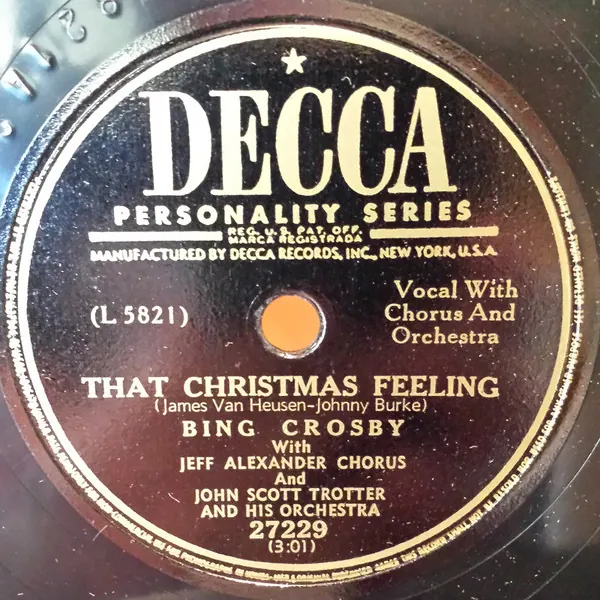 DECCA
PERSONALITY SERIES
REG. U.S. PAT. OFF.
MARCA REGISTRADA
MANUFACTURED BY DECCA RECORDS, INC., NEW YORK, U.S.A.
(L 5821)
Vocal With
Chorus And
Orchestra
THAT CHRISTMAS FEELING
(James Van Heusen-Johnny Burke)
BING CROSBY
With
JEFF ALEXANDER CHORUS
And
JOHN SCOTT TROTTER
AND HIS ORCHESTRA
27229
(3:01)